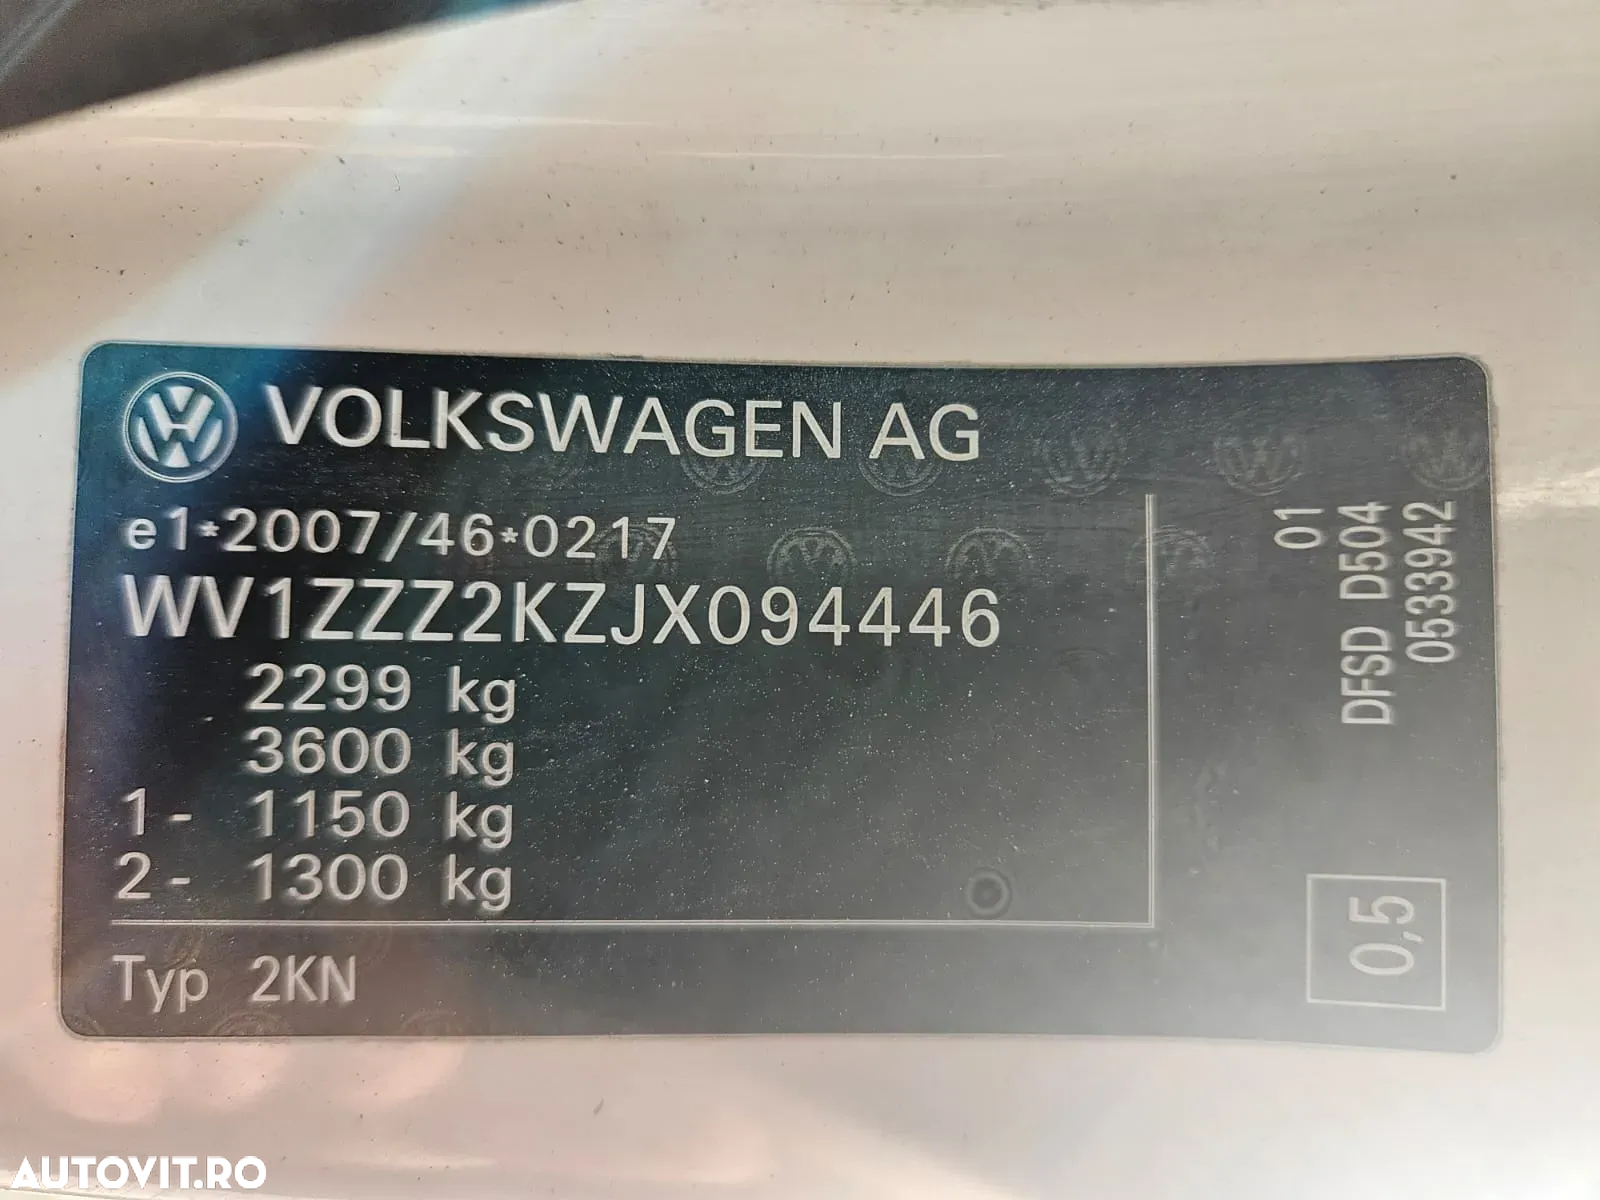 VOLKSWAGEN AG
e1*2007/46*0217
WV1ZZZ2KZJX094446
2299 kg
3600 kg
1- 1150 kg
2- 1300 kg
Typ 2KN
01
DFSD D504
0533942
0,5
AUTOVIT.RO